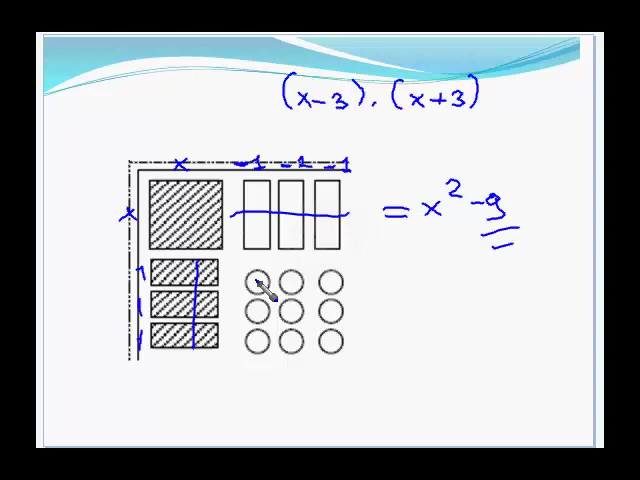 (x-3).(x+3)
x -1 -1 -1
x = x² -9
1
1
1